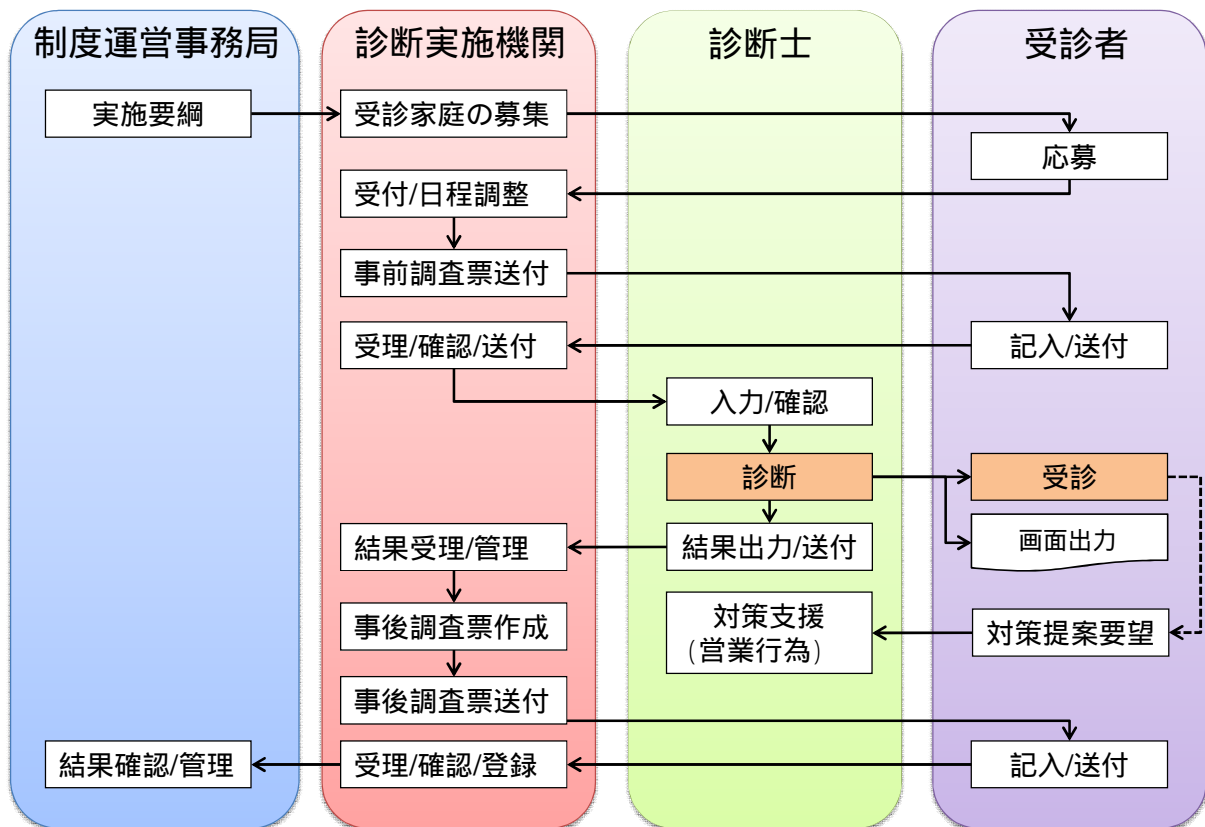 制度運営事務局
診断実施機関
診断士
受診者
実施要綱
受診家庭の募集
応募
受付/日程調整
事前調査票送付
受理/確認/送付
記入/送付
入力/確認
診断
受診
結果受理/管理
結果出力/送付
画面出力
事後調査票作成
対策支援
(営業行為)
対策提案要望
事後調査票送付
結果確認/管理
受理/確認/登録
記入/送付